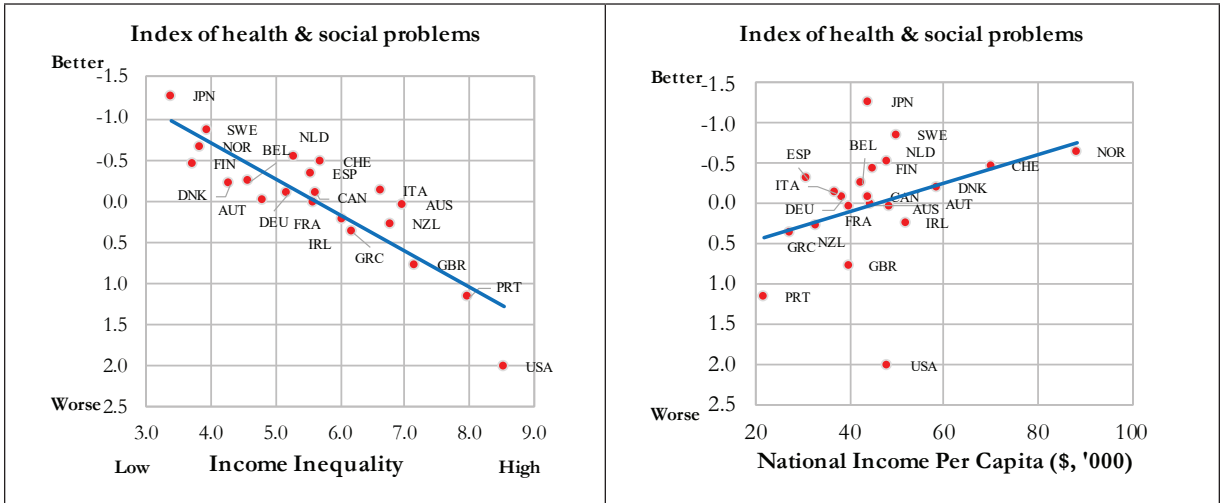 Index of health & social problems
Better
-1.5
-1.0
-0.5
0.0
0.5
1.0
1.5
2.0
2.5
Worse
JPN
SWE
NOR
BEL
NLD
FIN
CHE
ESP
DNK
ITA
CAN
AUS
AUT
DEU
FRA
NZL
IRL
GRC
GBR
PRT
USA
3.0 4.0 5.0 6.0 7.0 8.0 9.0
Low Income Inequality High
Index of health & social problems
Better
-1.5
-1.0
-0.5
0.0
0.5
1.0
1.5
2.0
2.5
Worse
JPN
SWE
BEL
NLD
NOR
ESP
FIN
CHE
ITA
DNK
CAN
AUT
DEU
AUS
FRA
IRL
GRC
NZL
GBR
PRT
USA
20 40 60 80 100
National Income Per Capita ($, '000)